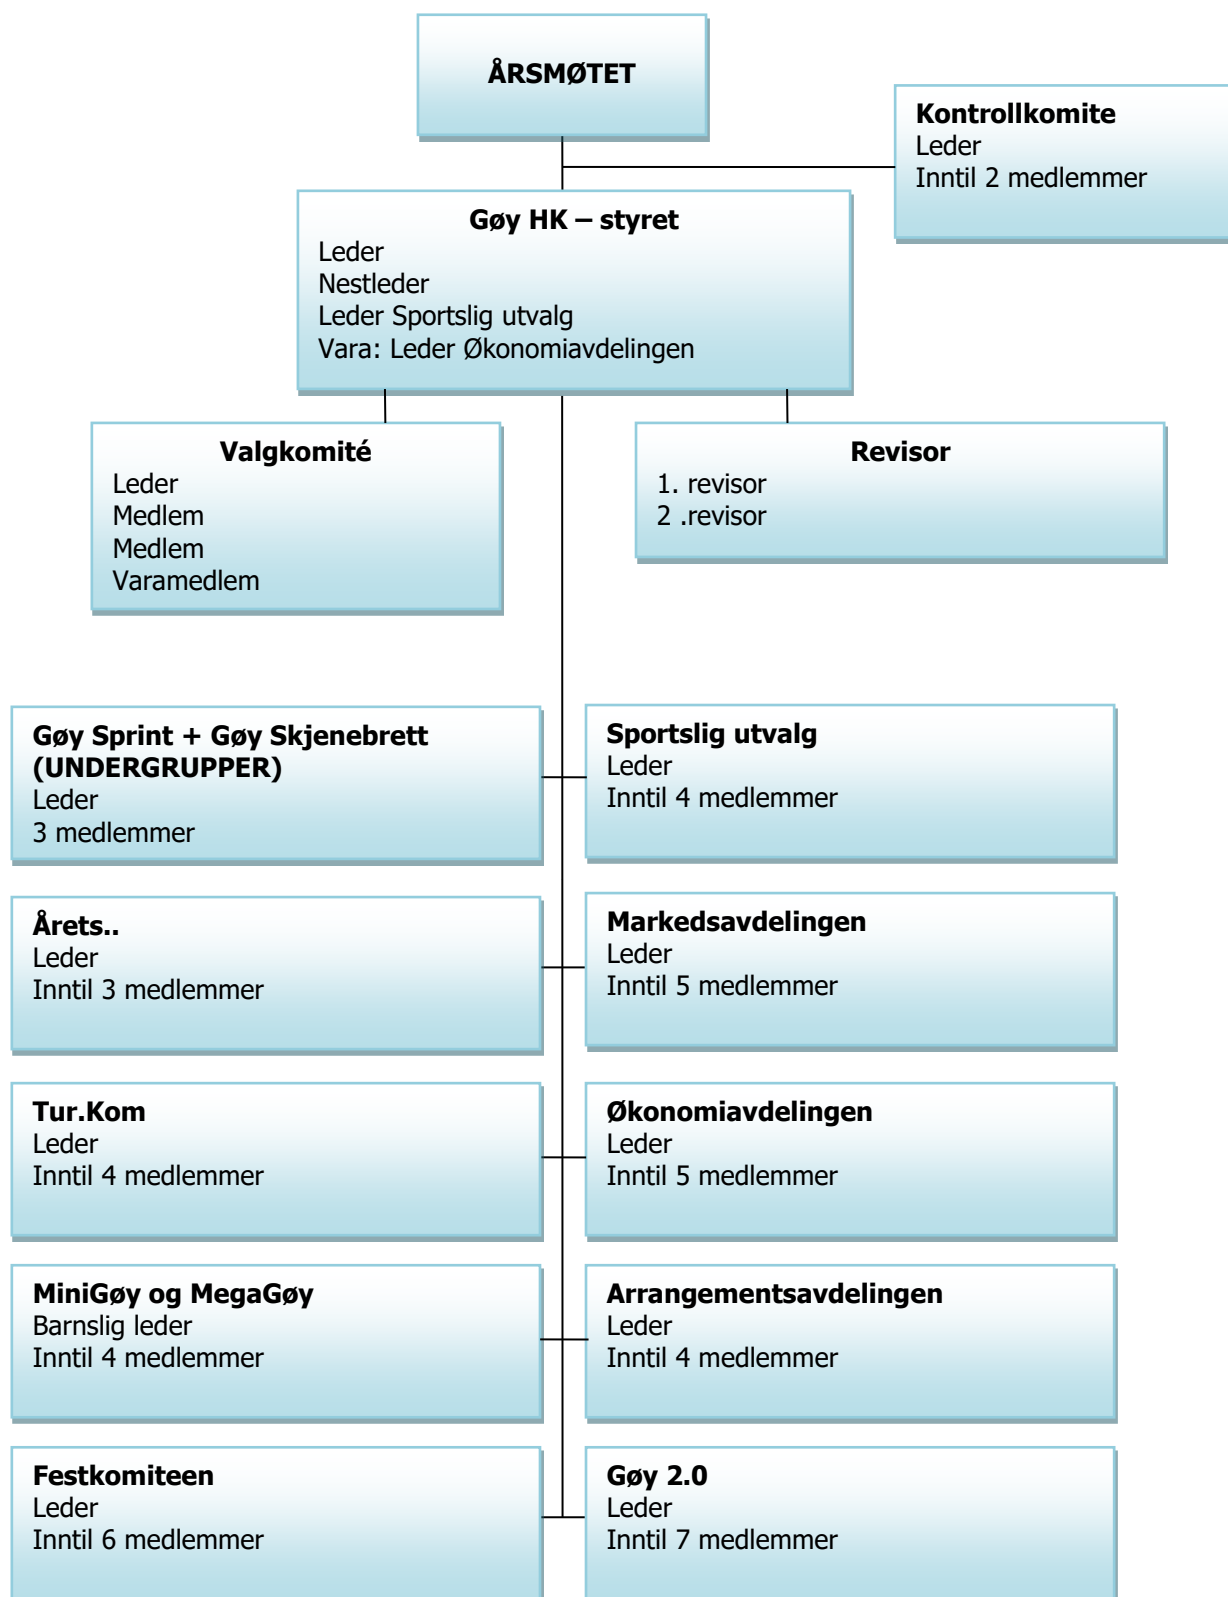 ÅRSMØTET
Kontrollkomite
Leder
Inntil 2 medlemmer
Gøy HK – styret
Leder
Nestleder
Leder Sportslig utvalg
Vara: Leder Økonomiavdelingen
Valgkomité
Leder
Medlem
Medlem
Varamedlem
Revisor
1. revisor
2 .revisor
Gøy Sprint + Gøy Skjenebrett
(UNDERGRUPPER)
Leder
3 medlemmer
Sportslig utvalg
Leder
Inntil 4 medlemmer
Årets..
Leder
Inntil 3 medlemmer
Markedsavdelingen
Leder
Inntil 5 medlemmer
Tur.Kom
Leder
Inntil 4 medlemmer
Økonomiavdelingen
Leder
Inntil 5 medlemmer
MiniGøy og MegaGøy
Barnslig leder
Inntil 4 medlemmer
Arrangementsavdelingen
Leder
Inntil 4 medlemmer
Festkomiteen
Leder
Inntil 6 medlemmer
Gøy 2.0
Leder
Inntil 7 medlemmer